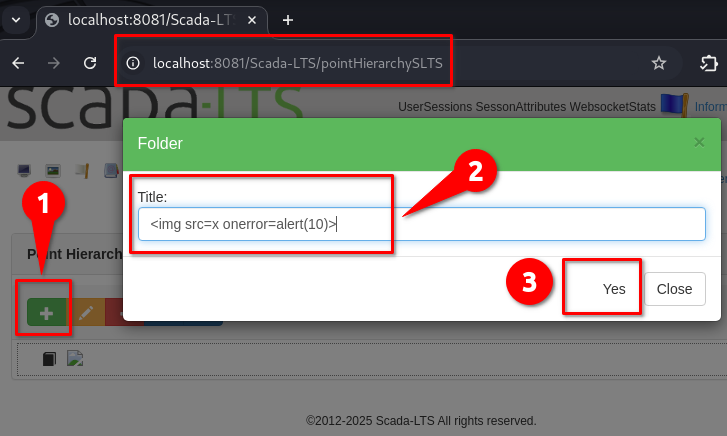 localhost:8081/Scada-LT
localhost:8081/Scada-LTS/pointHierarchySLTS
scada-LTS
UserSessions SessonAttributes WebsocketStats Inform
Folder
×
1
2
Title:
<img src=x onerror=alert(10)>
Point Hierarch
3
Yes
Close
©2012-2025 Scada-LTS All rights reserved.